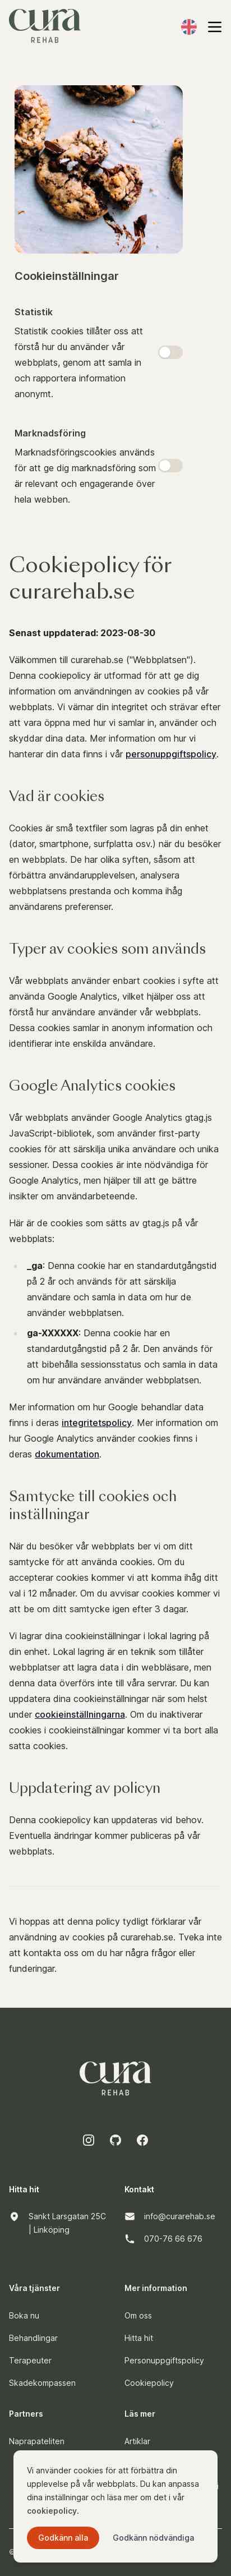 cura
REHAB
Cookieinställningar
Statistik
Statistik cookies tillåter oss att
förstå hur du använder vår
webbplats, genom att samla in
och rapportera information
anonymt.
Marknadsföring
Marknadsföringscookies används
för att ge dig marknadsföring som
är relevant och engagerande över
hela webben.
Cookiepolicy för
curarehab.se
Senast uppdaterad: 2023-08-30
Välkommen till curarehab.se ("Webbplatsen").
Denna cookiepolicy är utformad för att ge dig
information om användningen av cookies på vår
webbplats. Vi värnar din integritet och strävar efter
att vara öppna med hur vi samlar in, använder och
skyddar dina data. Mer information om hur vi
hanterar din data finns i vår personuppgiftspolicy.
Vad är cookies
Cookies är små textfiler som lagras på din enhet
(dator, smartphone, surfplatta osv.) när du besöker
en webbplats. De har olika syften, såsom att
förbättra användarupplevelsen, analysera
webbplatsens prestanda och komma ihåg
användarens preferenser.
Typer av cookies som används
Vår webbplats använder enbart cookies i syfte att
använda Google Analytics, vilket hjälper oss att
förstå hur användare använder vår webbplats.
Dessa cookies samlar in anonym information och
identifierar inte enskilda användare.
Google Analytics cookies
Vår webbplats använder Google Analytics gtag.js
JavaScript-bibliotek, som använder first-party
cookies för att särskilja unika användare och unika
sessioner. Dessa cookies är inte nödvändiga för
Google Analytics, men hjälper till att ge bättre
insikter om användarbeteende.
Här är de cookies som sätts av gtag.js på vår
webbplats:
_ga: Denna cookie har en standardutgångstid
på 2 år och används för att särskilja
användare och samla in data om hur de
använder webbplatsen.
ga-XXXXXX: Denna cookie har en
standardutgångstid på 2 år. Den används för
att bibehålla sessionsstatus och samla in data
om hur användare använder webbplatsen.
Mer information om hur Google behandlar data
finns i deras integritetspolicy. Mer information om
hur Google Analytics använder cookies finns i
deras dokumentation.
Samtycke till cookies och
inställningar
När du besöker vår webbplats ber vi om ditt
samtycke för att använda cookies. Om du
accepterar cookies kommer vi att komma ihåg ditt
val i 12 månader. Om du avvisar cookies kommer vi
att be om ditt samtycke igen efter 3 dagar.
Vi lagrar dina cookieinställningar i lokal lagring på
din enhet. Lokal lagring är en teknik som tillåter
webbplatser att lagra data i din webbläsare, men
denna data överförs inte till våra servrar. Du kan
uppdatera dina cookieinställningar när som helst
under cookieinställningarna. Om du inaktiverar
cookies i cookieinställningar kommer vi ta bort alla
satta cookies.
Uppdatering av policyn
Denna cookiepolicy kan uppdateras vid behov.
Eventuella ändringar kommer publiceras på vår
webbplats.
Vi hoppas att denna policy tydligt förklarar vår
användning av cookies på curarehab.se. Tveka inte
att kontakta oss om du har några frågor eller
funderingar.
cura
REHAB
Hitta hit
Kontakt
Sankt Larsgatan 25C
| Linköping
info@curarehab.se
070-76 66 676
Våra tjänster
Mer information
Boka nu
Om oss
Behandlingar
Hitta hit
Terapeuter
Personuppgiftspolicy
Skadekompassen
Cookiepolicy
Partners
Läs mer
Naprapateliten
Artiklar
Vi använder cookies för att förbättra din
upplevelse på vår webbplats. Du kan anpassa
dina inställningar och läsa mer om det i vår
cookiepolicy.
Godkänn alla
Godkänn nödvändiga